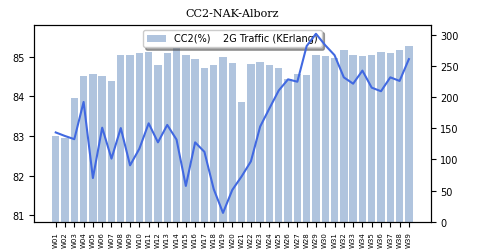 CC2-NAK-Alborz
CC2(%) 2G Traffic (KErlang)
85
84
83
82
81
300
250
200
150
100
50
0
W01
W02
W03
W04
W05
W06
W07
W08
W09
W10
W11
W12
W13
W14
W15
W16
W17
W18
W19
W20
W21
W22
W23
W24
W25
W26
W27
W28
W29
W30
W31
W32
W33
W34
W35
W36
W37
W38
W39